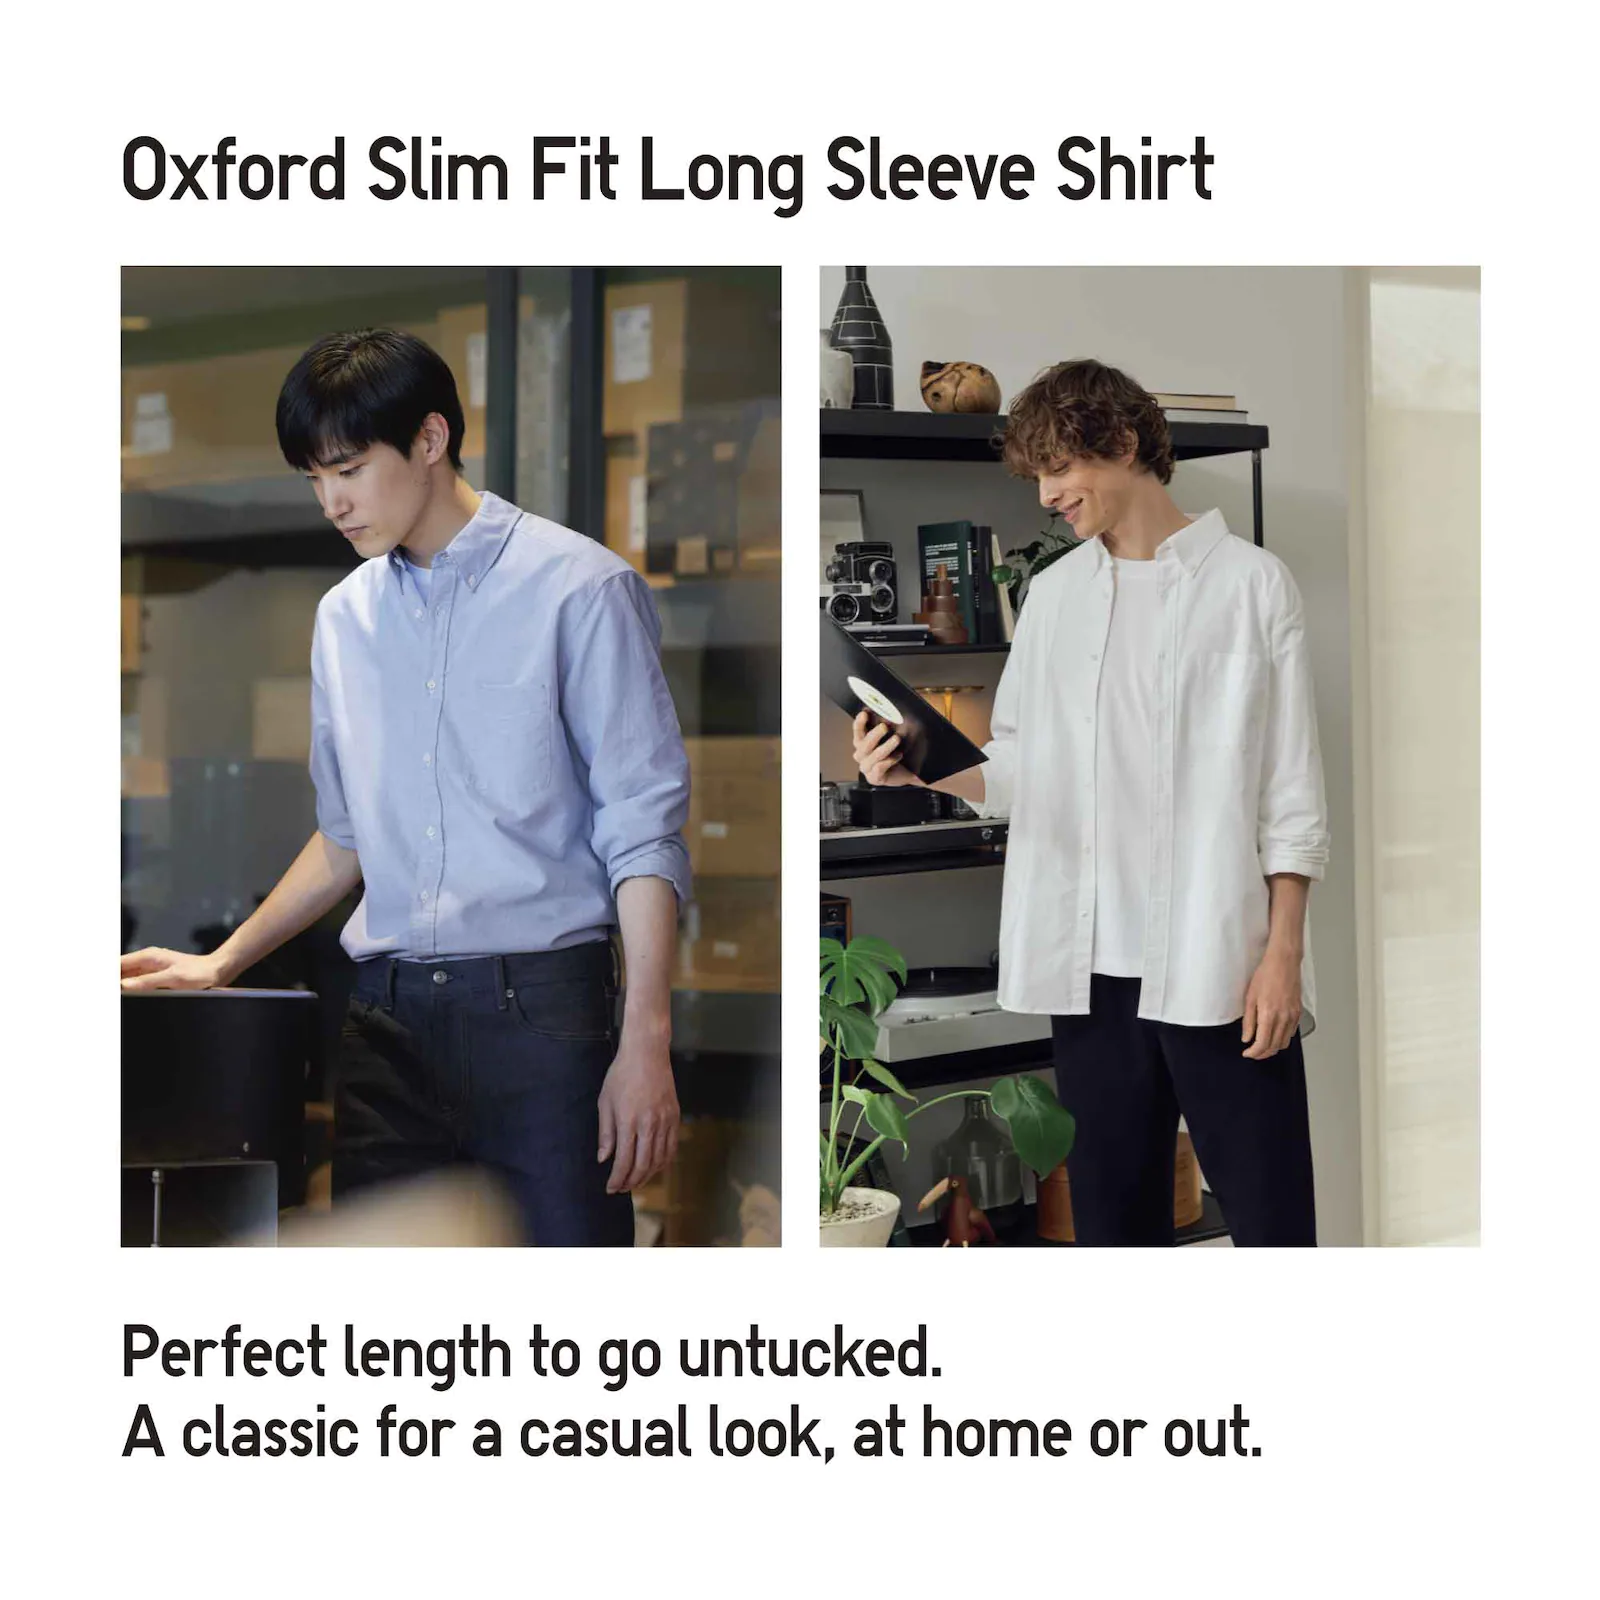 Oxford Slim Fit Long Sleeve Shirt
Perfect length to go untucked.
A classic for a casual look, at home or out.